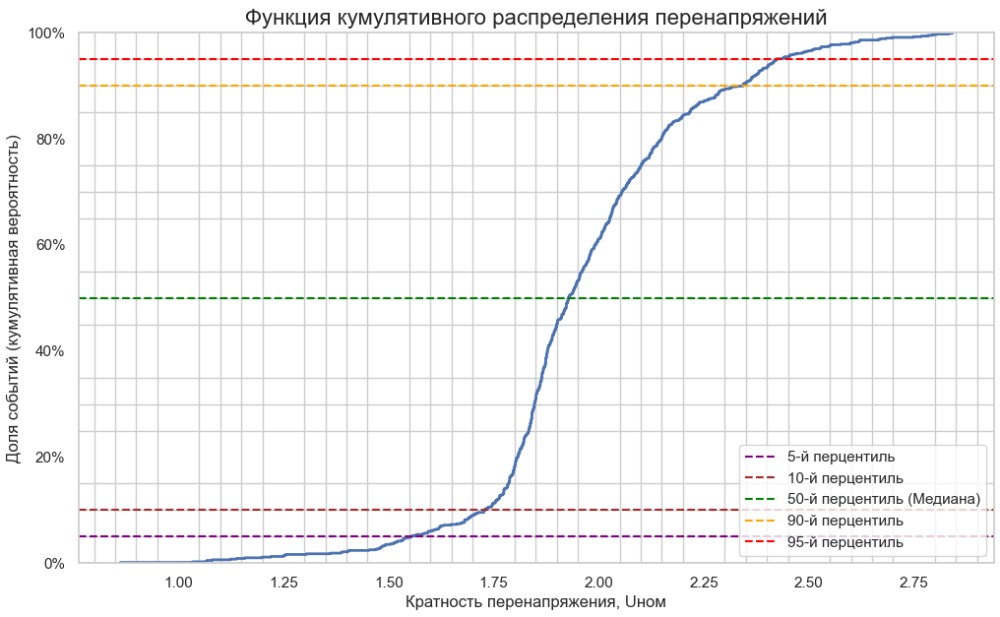 Функция кумулятивного распределения перенапряжений
100%
80%
60%
40%
20%
0%
Доля событий (кумулятивная вероятность)
5-й перцентиль
10-й перцентиль
50-й перцентиль (Медиана)
90-й перцентиль
95-й перцентиль
1.00 1.25 1.50 1.75 2.00 2.25 2.50 2.75
Кратность перенапряжения, Uном